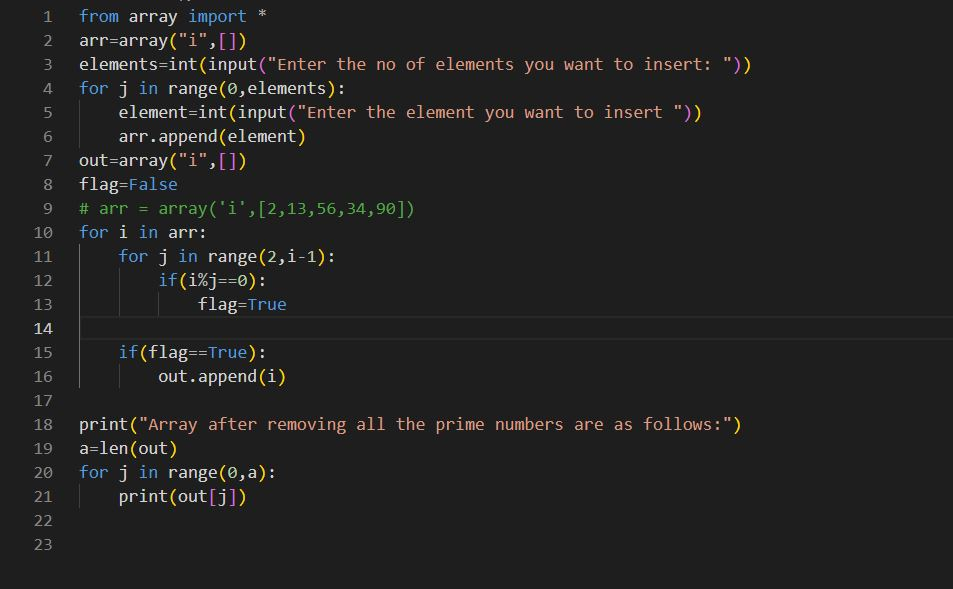 1 from array import *
2 arr=array("i",[])
3 elements=int(input("Enter the no of elements you want to insert: "))
4 for j in range(0,elements):
5     element=int(input("Enter the element you want to insert "))
6     arr.append(element)
7 out=array("i",[])
8 flag=False
9 # arr = array('i',[2,13,56,34,90])
10 for i in arr:
11     for j in range(2,i-1):
12         if(i%j==0):
13             flag=True
14
15     if(flag==True):
16         out.append(i)
17
18 print("Array after removing all the prime numbers are as follows:")
19 a=len(out)
20 for j in range(0,a):
21     print(out[j])
22
23